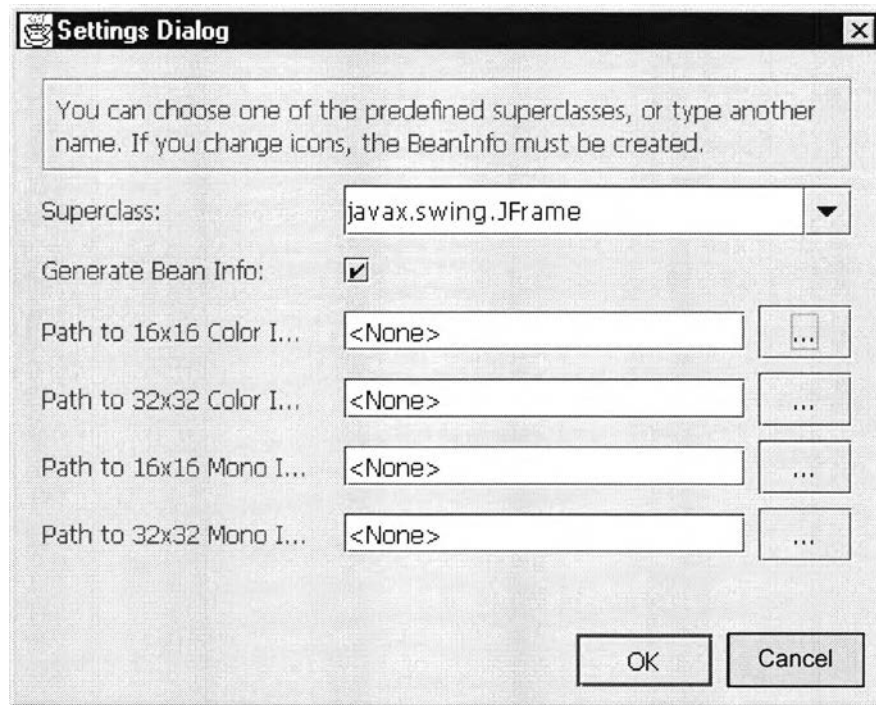 Settings Dialog
You can choose one of the predefined superclasses, or type another
name. If you change icons, the BeanInfo must be created.
Superclass: javax.swing.JFrame
Generate Bean Info:
Path to 16x16 Color I... <None> ...
Path to 32x32 Color I... <None> ...
Path to 16x16 Mono I... <None> ...
Path to 32x32 Mono I... <None> ...
OK Cancel